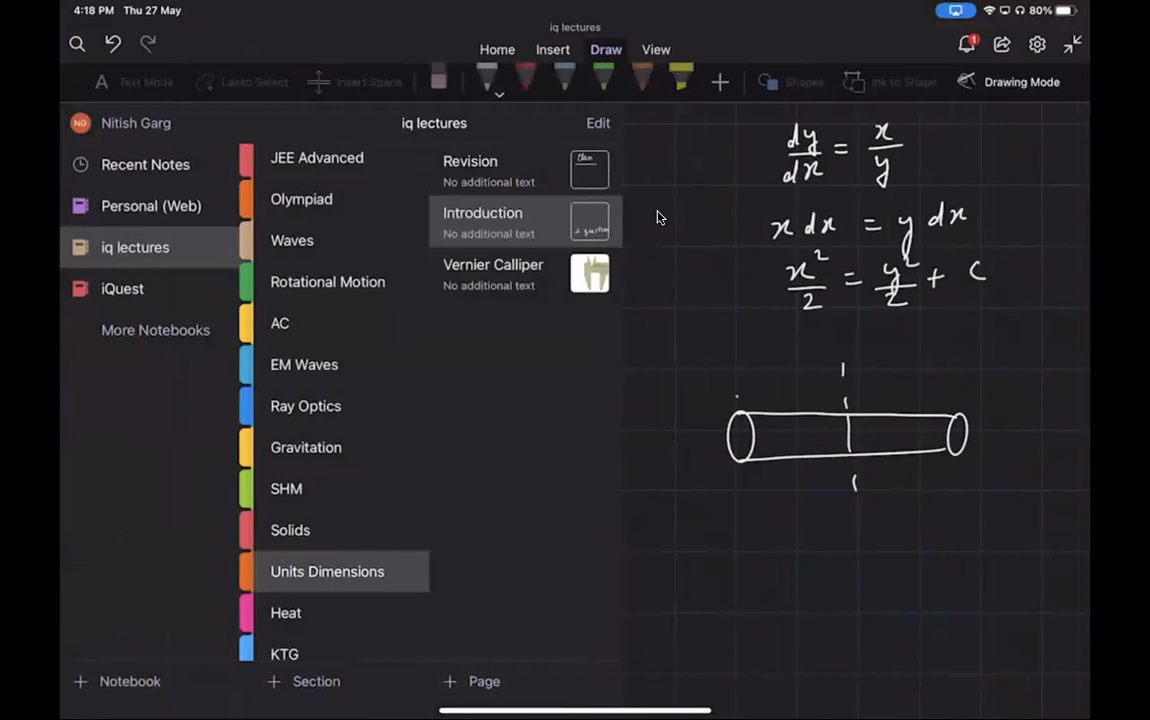 4:18 PM Thu 27 May
80%
iq lectures
Home Insert Draw View
1
A Text Mode Lasso Select Insert Space Shapes Ink to Shape Drawing Mode
NG Nitish Garg
Recent Notes
Personal (Web)
iq lectures
iQuest
More Notebooks
+ Notebook
JEE Advanced
Olympiad
Waves
Rotational Motion
AC
EM Waves
Ray Optics
Gravitation
SHM
Solids
Units Dimensions
Heat
KTG
+ Section
iq lectures Edit
Revision
No additional text
Introduction
No additional text
Vernier Calliper
No additional text
+ Page
dy/dx = x/y
x dx = y dx
x²/2 = y²/2 + C